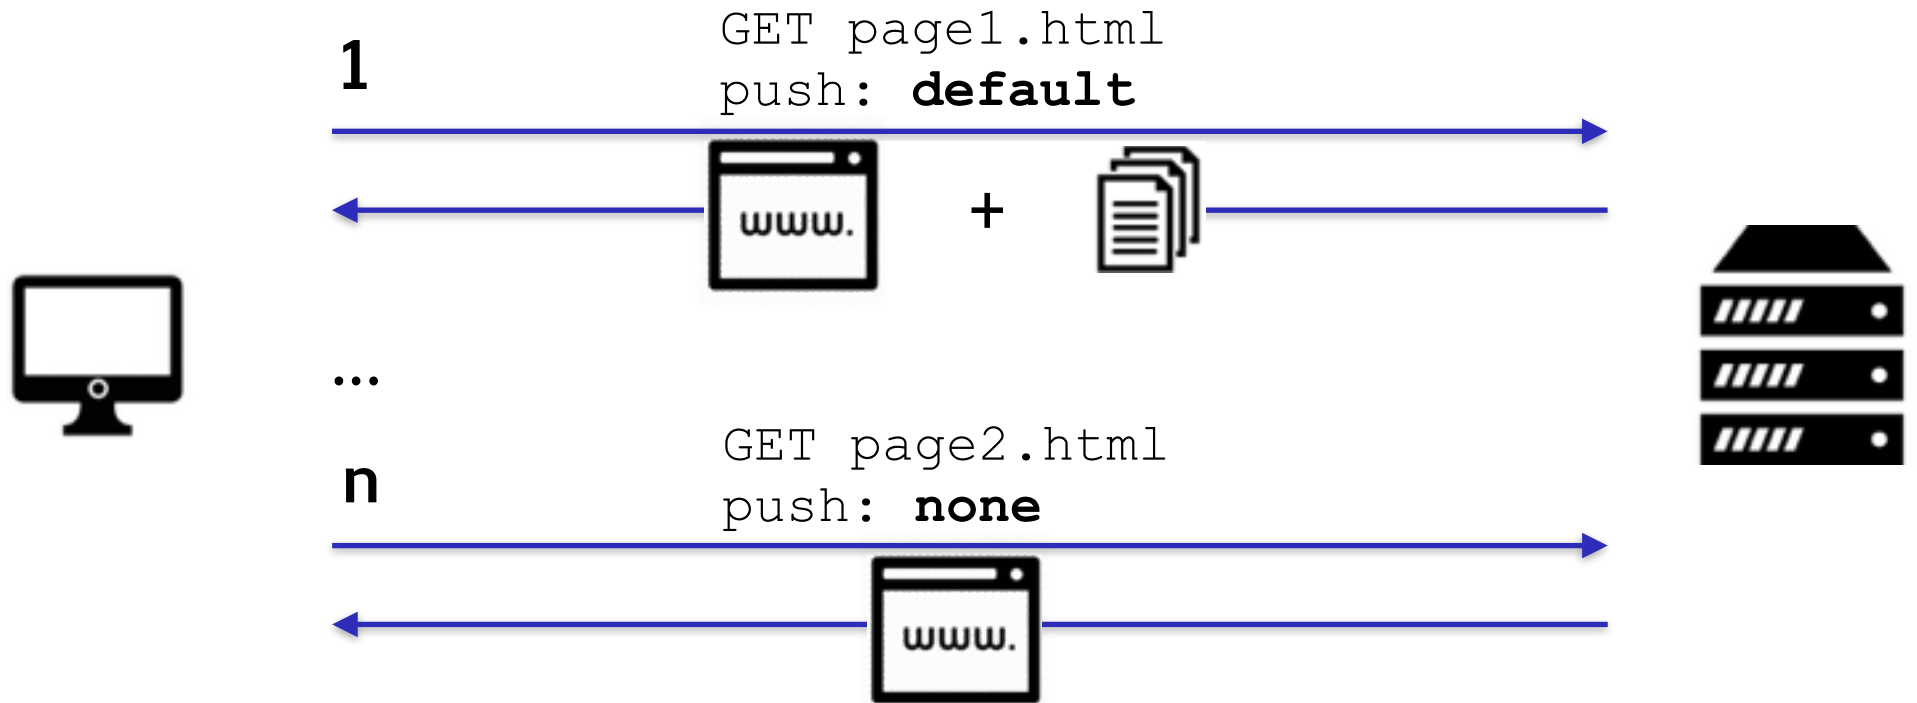 1
GET page1.html
push: default
www.
+
...
n
GET page2.html
push: none
www.